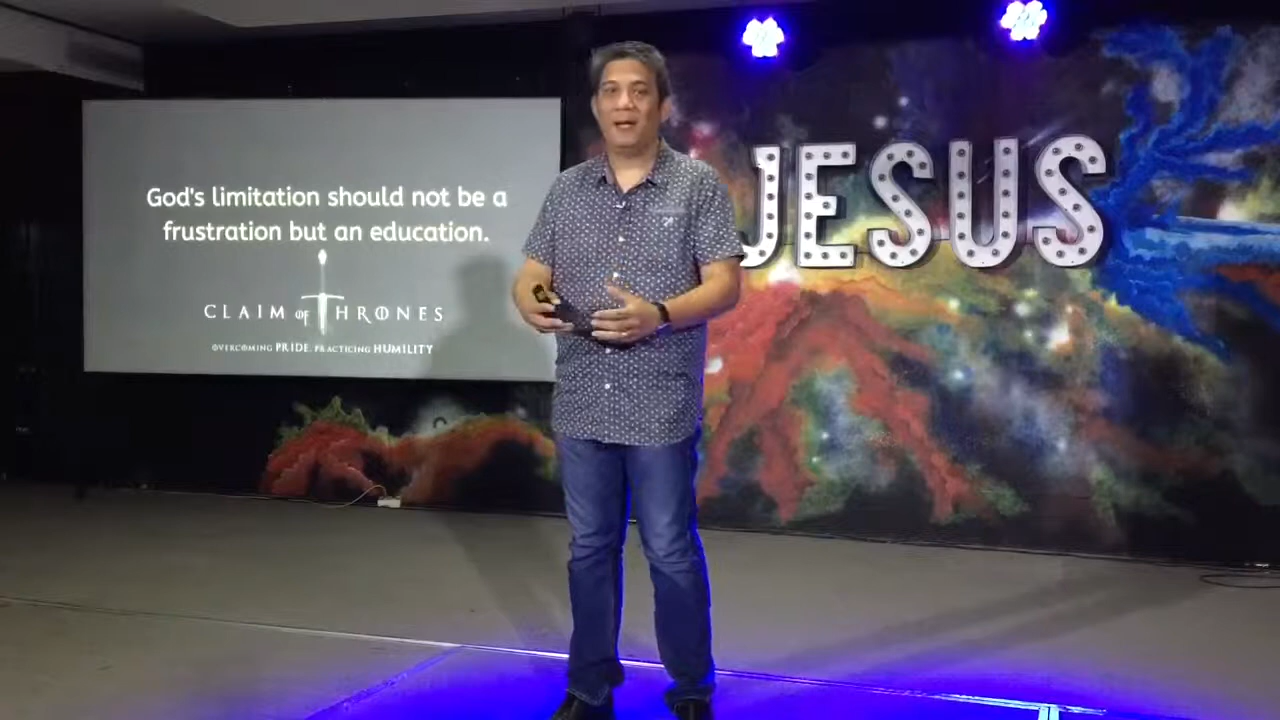 God's limitation should not be a
frustration but an education.
CLAIM of THRONES
OVERCOMING PRIDE. PRACTICING HUMILITY
JESUS